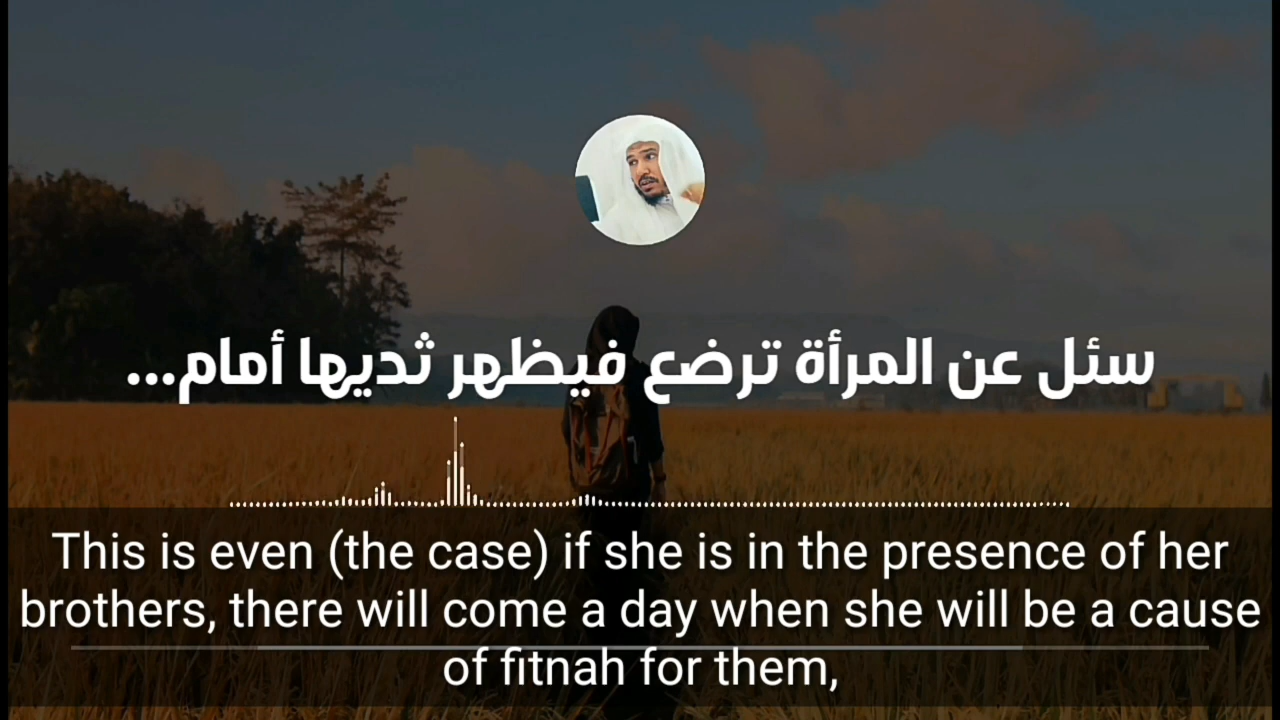 سئل عن المرأة ترضع فيظهر ثديها أمام...
This is even (the case) if she is in the presence of her
brothers, there will come a day when she will be a cause
of fitnah for them,